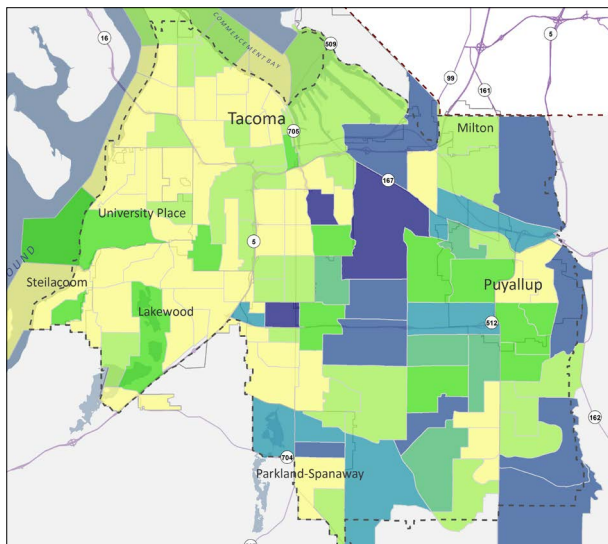 16
COMMENCEMENT BAY
509
5
99
161
Tacoma
705
Milton
167
University Place
5
OUND
Steilacoom
Puyallup
Lakewood
512
162
704
Parkland-Spanaway